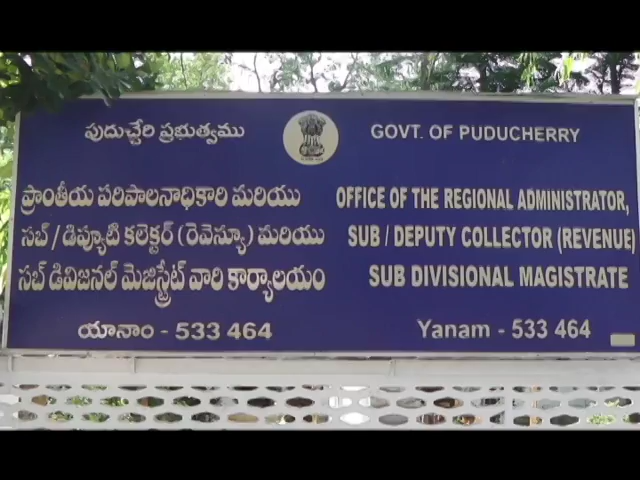 పుదుచ్చేరి ప్రభుత్వము
GOVT. OF PUDUCHERRY
ప్రాంతీయ పరిపాలనాధికారి మరియు
OFFICE OF THE REGIONAL ADMINISTRATOR,
సబ్ / డిప్యూటి కలెక్టర్ (రెవెన్యూ) మరియు
SUB / DEPUTY COLLECTOR (REVENUE)
సబ్ డివిజనల్ మెజిస్ట్రేట్ వారి కార్యాలయం
SUB DIVISIONAL MAGISTRATE
యానాం - 533 464
Yanam - 533 464